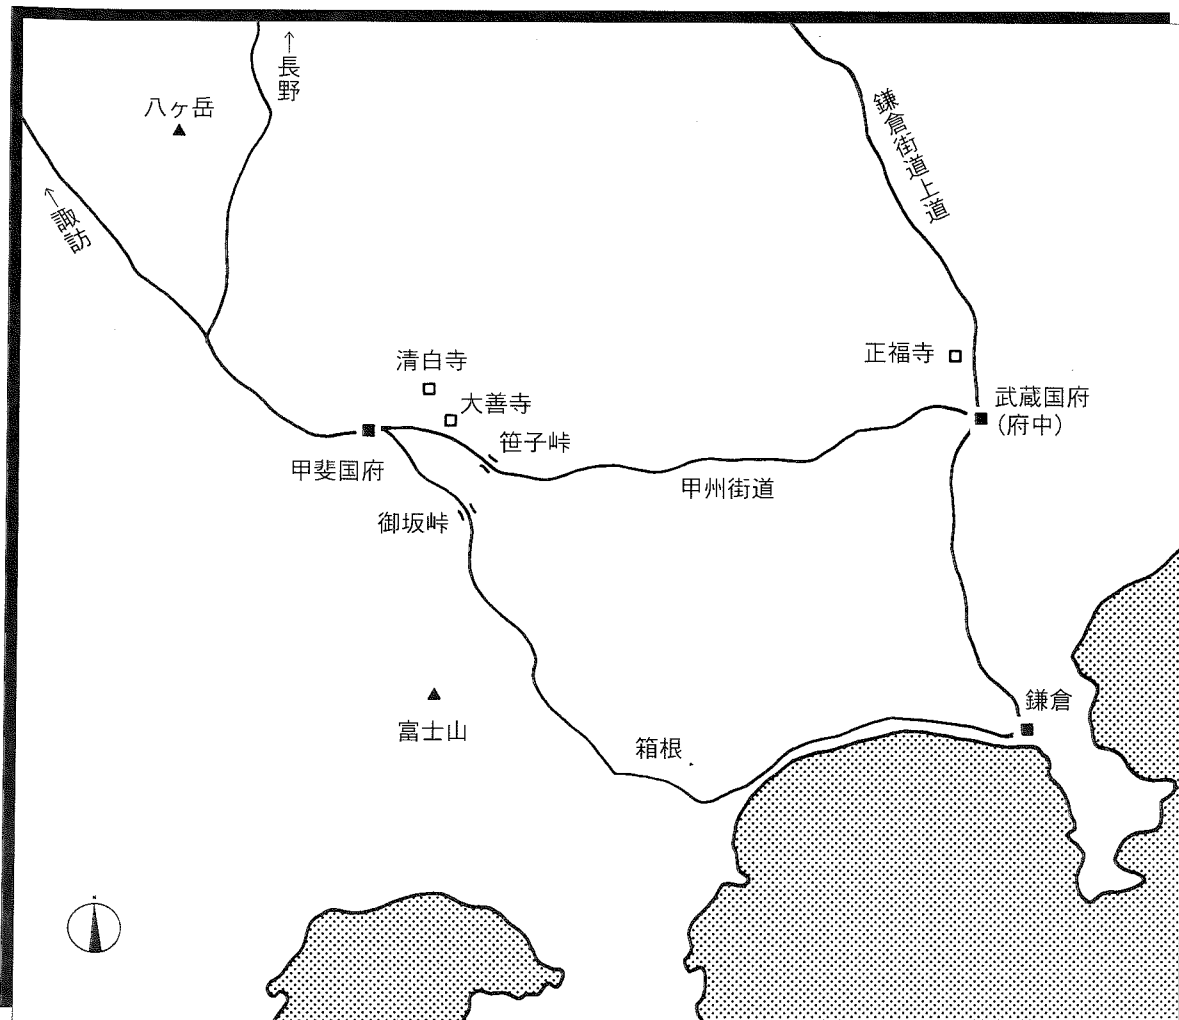 →長野
八ヶ岳
鎌倉街道上道
→諏訪
清白寺
正福寺
大善寺
武蔵国府
(府中)
笹子峠
甲斐国府
甲州街道
御坂峠
鎌倉
富士山
箱根